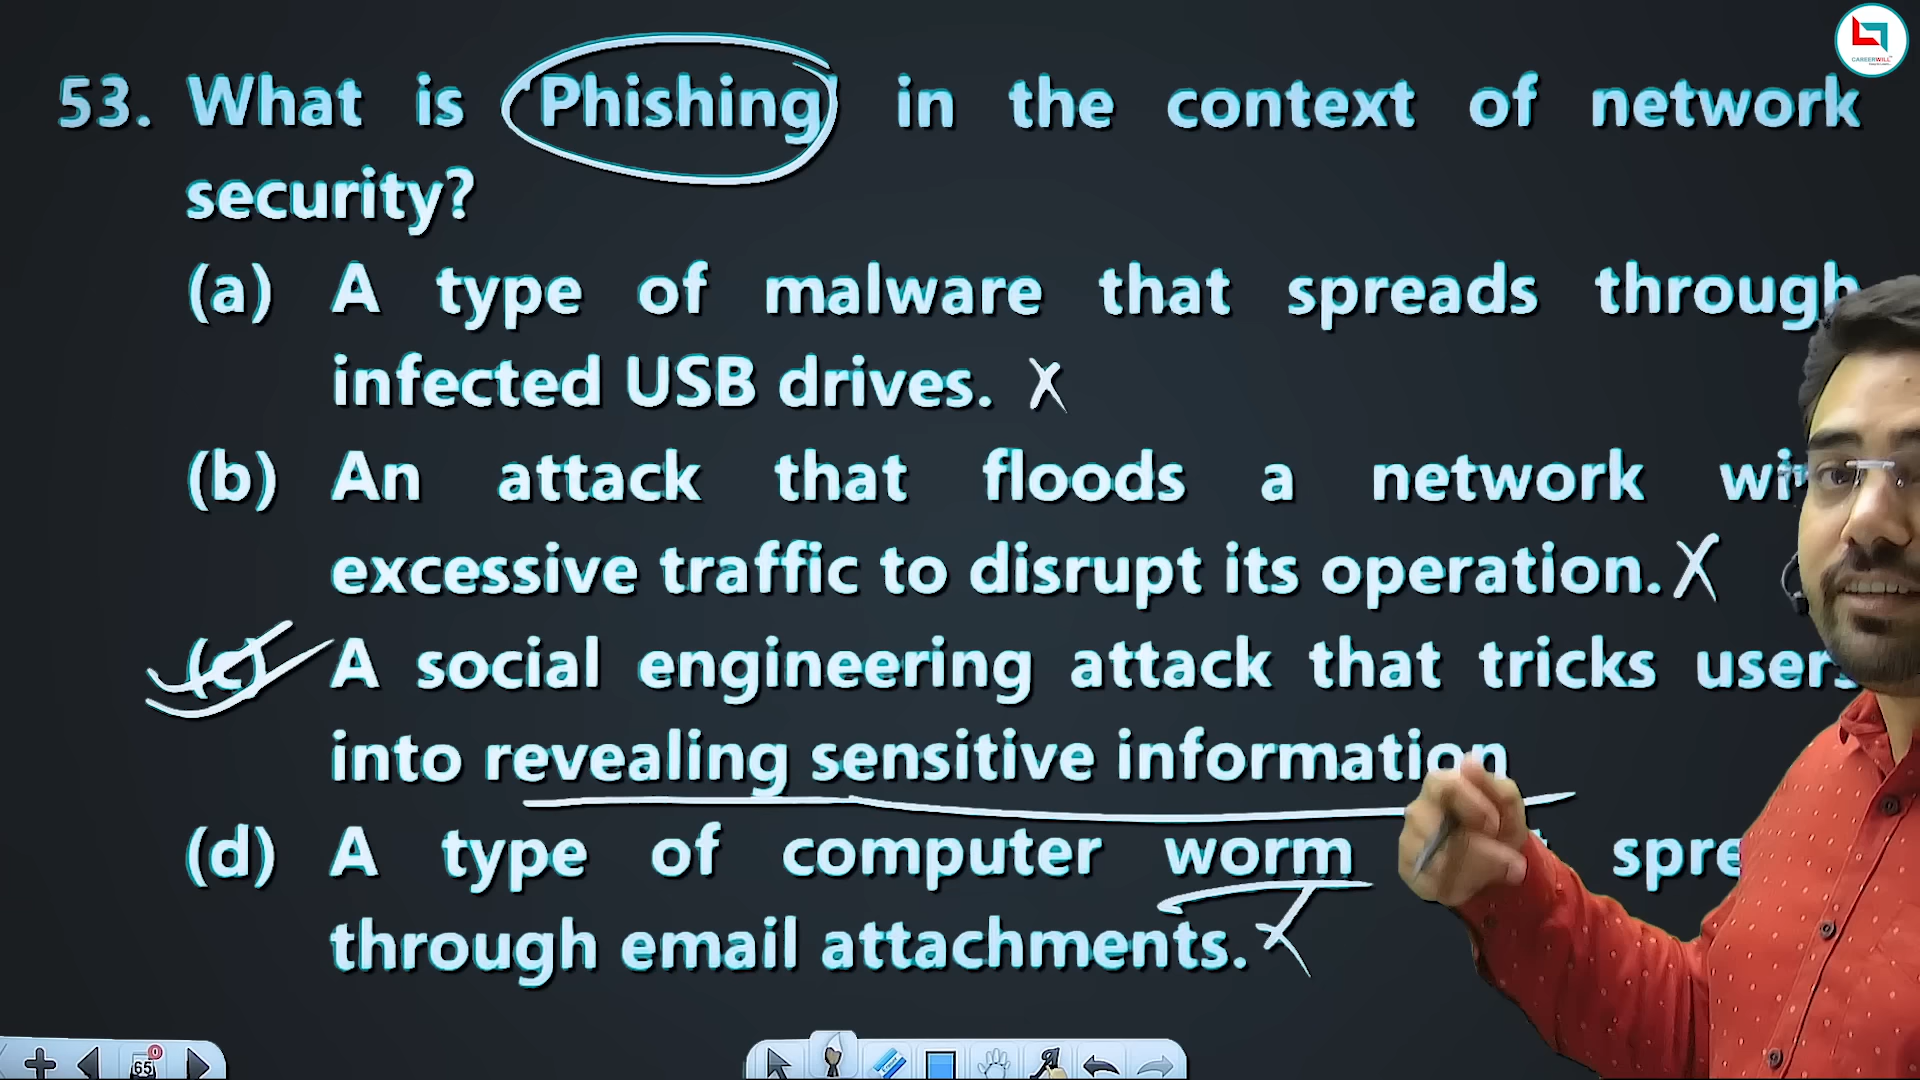 CAREERWILL
53. What is Phishing in the context of network
security?
(a) A type of malware that spreads through
infected USB drives. X
(b) An attack that floods a network
excessive traffic to disrupt its operation. X
(c) A social engineering attack that tricks users
into revealing sensitive information
(d) A type of computer worm
through email attachments. X
65